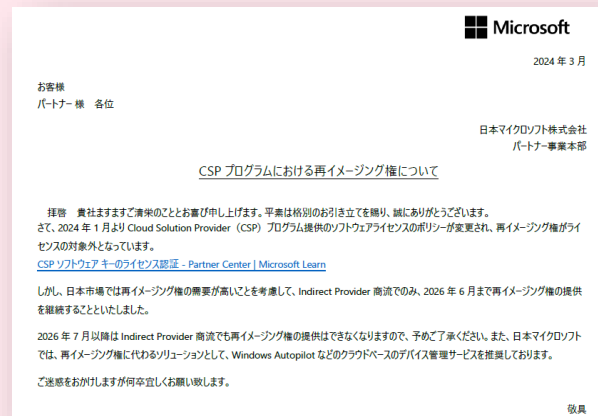 Microsoft
2024 年 3 月
お客様
パートナー 様　各位
日本マイクロソフト株式会社
パートナー事業本部
CSP プログラムにおける再イメージング権について
拝啓　貴社ますますご清栄のこととお喜び申し上げます。平素は格別のお引き立てを賜り、誠にありがとうございます。
さて、2024 年 1 月より Cloud Solution Provider（CSP）プログラム提供のソフトウェアライセンスのポリシーが変更され、再イメージング権がライ
センスの対象外となっています。
CSP ソフトウェア キーのライセンス認証 - Partner Center | Microsoft Learn
しかし、日本市場では再イメージング権の需要が高いことを考慮して、Indirect Provider 商流でのみ、2026 年 6 月まで再イメージング権の提供
を継続することといたしました。
2026 年 7 月以降は Indirect Provider 商流でも再イメージング権の提供はできなくなりますので、予めご了承ください。また、日本マイクロソフト
では、再イメージング権に代わるソリューションとして、Windows Autopilot などのクラウドベースのデバイス管理サービスを推奨しております。
ご迷惑をおかけしますが何卒宜しくお願い致します。
敬具